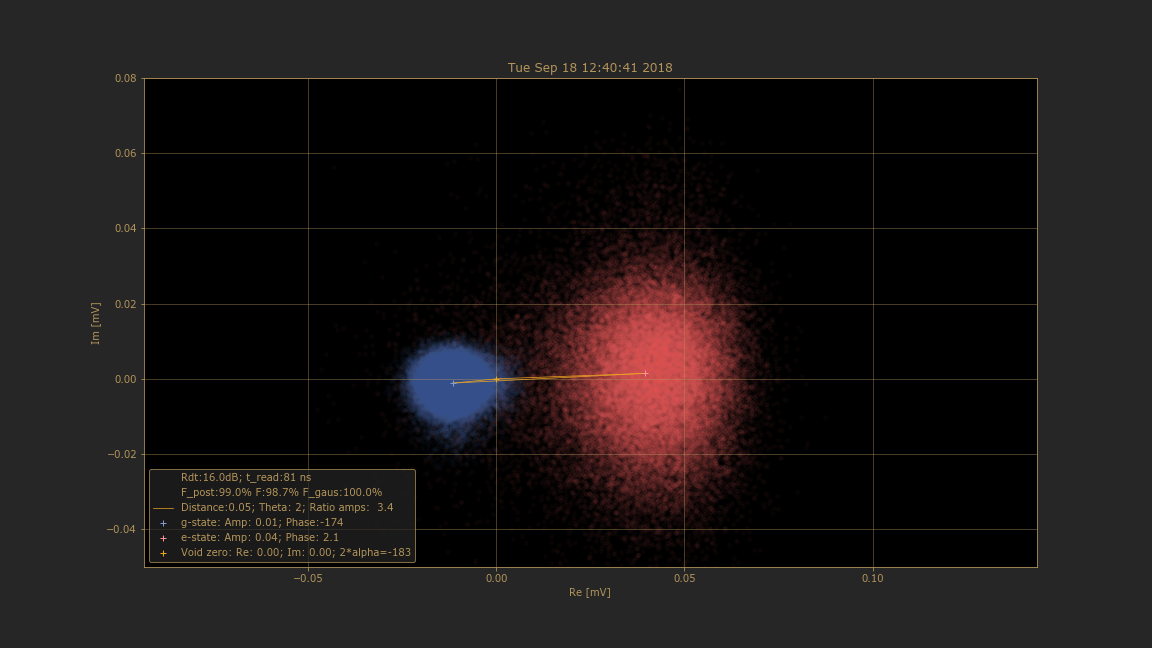 Tue Sep 18 12:40:41 2018
0.08
0.06
0.04
0.02
0.00
−0.02
−0.04
Im [mV]
Rdt:16.0dB; t_read:81 ns
F_post:99.0% F:98.7% F_gaus:100.0%
Distance:0.05; Theta: 2; Ratio amps:  3.4
g-state: Amp: 0.01; Phase:-174
e-state: Amp: 0.04; Phase: 2.1
Void zero: Re: 0.00; Im: 0.00; 2*alpha=-183
−0.05
0.00
0.05
0.10
Re [mV]